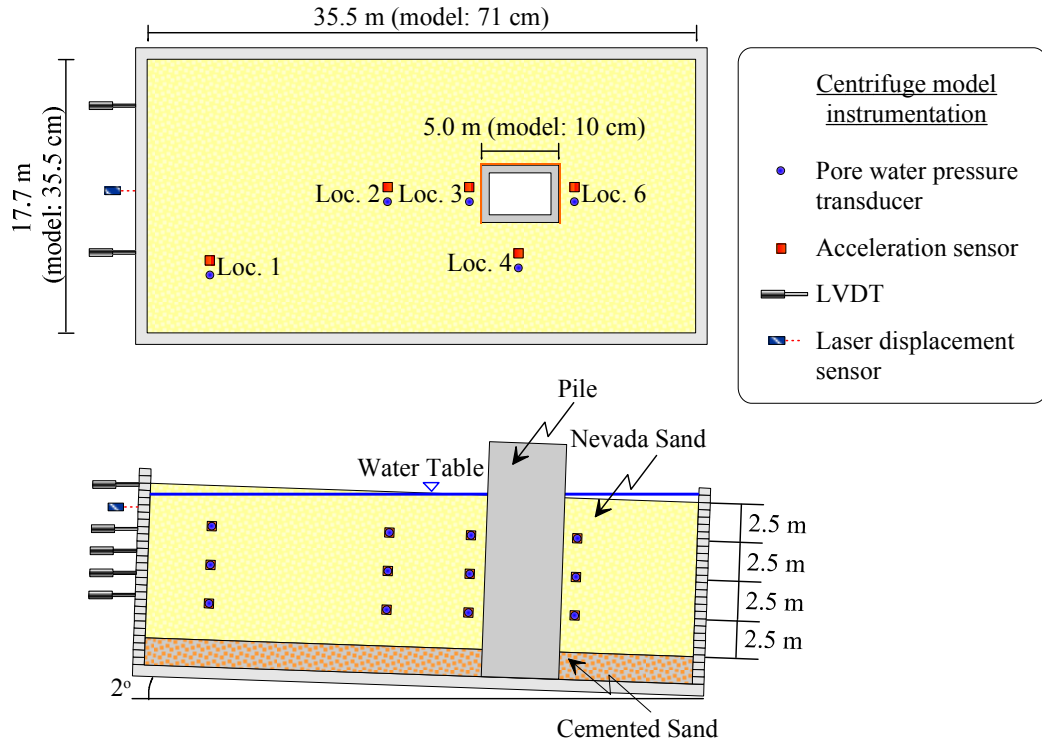 35.5 m (model: 71 cm)
17.7 m
(model: 35.5 cm)
5.0 m (model: 10 cm)
Loc. 2
Loc. 3
Loc. 6
Loc. 1
Loc. 4
Centrifuge model
instrumentation
Pore water pressure
transducer
Acceleration sensor
LVDT
Laser displacement
sensor
Pile
Nevada Sand
Water Table
2.5 m
2.5 m
2.5 m
2.5 m
2º
Cemented Sand